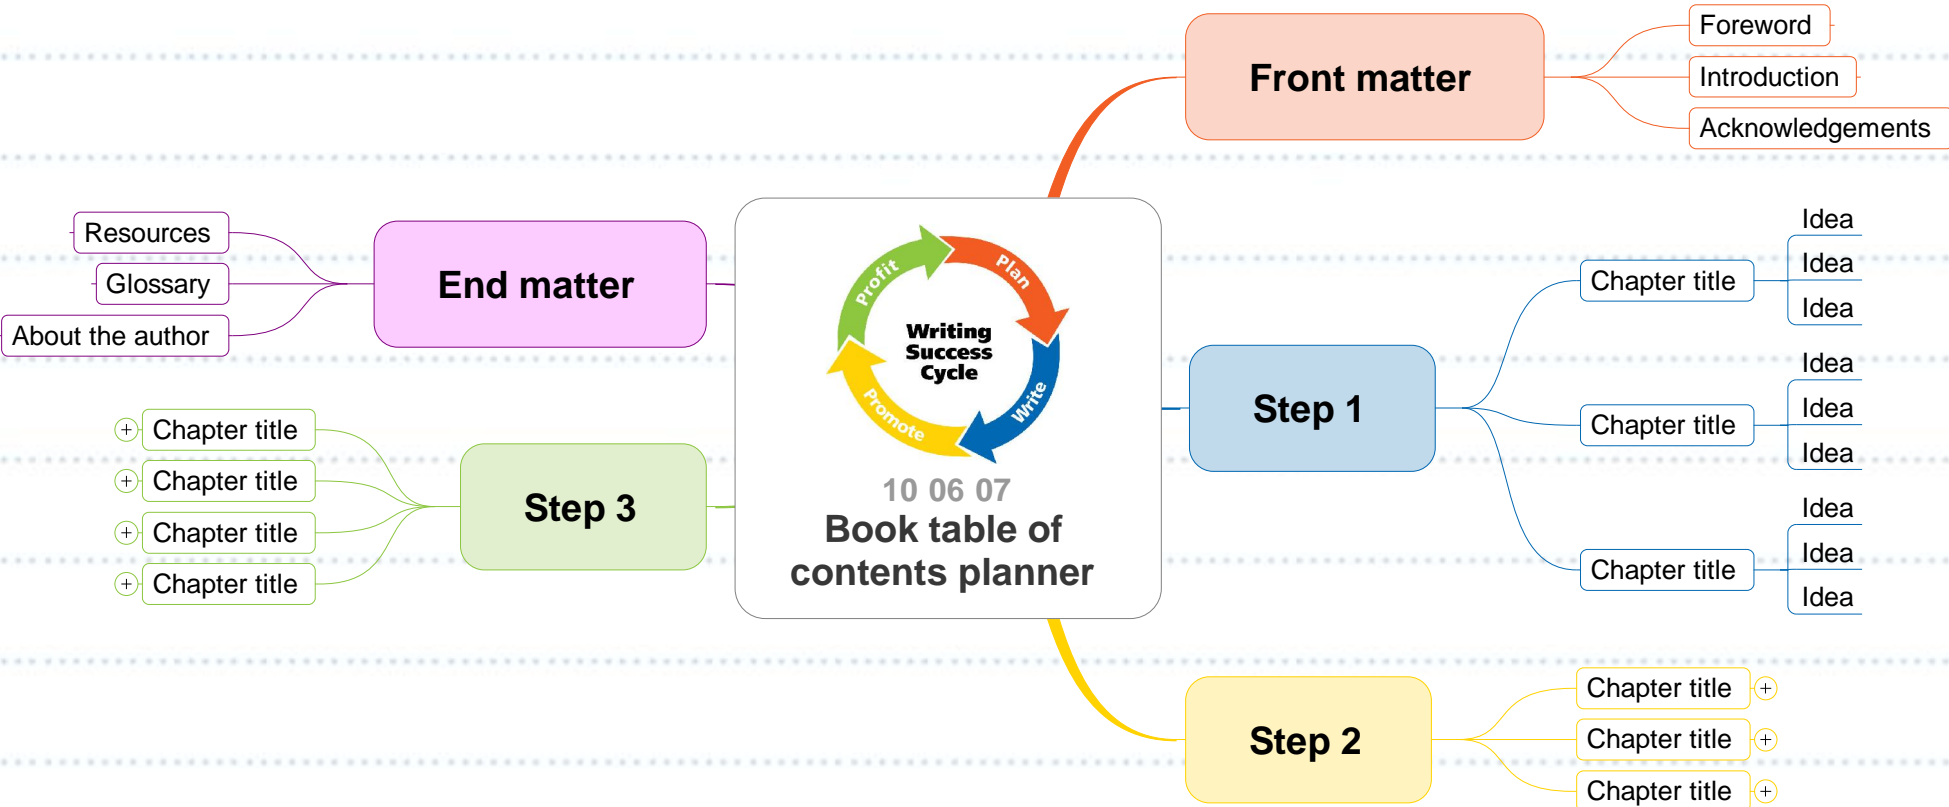 Front matter
Foreword
Introduction
Acknowledgements
Step 1
Chapter title
Idea
Idea
Idea
Chapter title
Idea
Idea
Idea
Chapter title
Idea
Idea
Idea
Step 2
Chapter title
+
Chapter title
+
Chapter title
+
Plan
Write
Promote
Profit
Writing
Success
Cycle
10 06 07
Book table of
contents planner
End matter
Resources
Glossary
About the author
Step 3
+
Chapter title
+
Chapter title
+
Chapter title
+
Chapter title